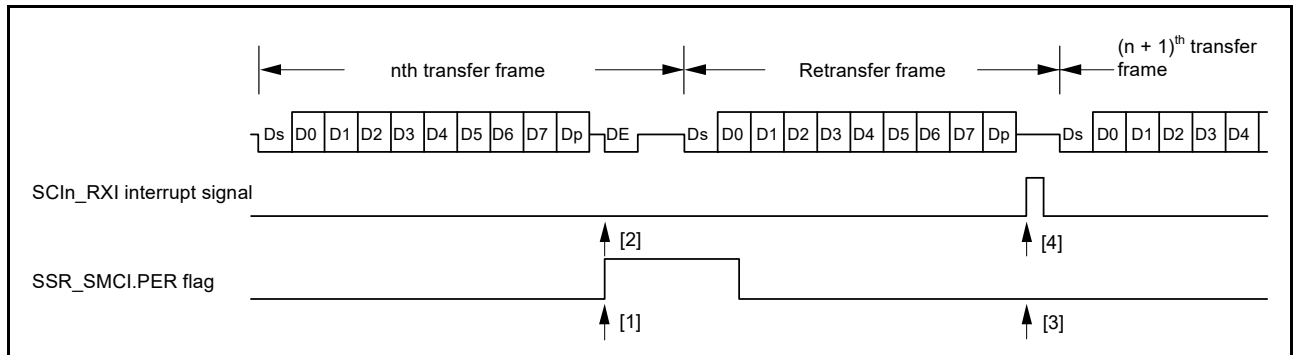 nth transfer frame
Retransfer frame
(n + 1)th transfer
frame
Ds D0 D1 D2 D3 D4 D5 D6 D7 Dp DE Ds D0 D1 D2 D3 D4 D5 D6 D7 Dp Ds D0 D1 D2 D3 D4
SCIn_RXI interrupt signal
[2] [4]
SSR_SMCI.PER flag
[1] [3]